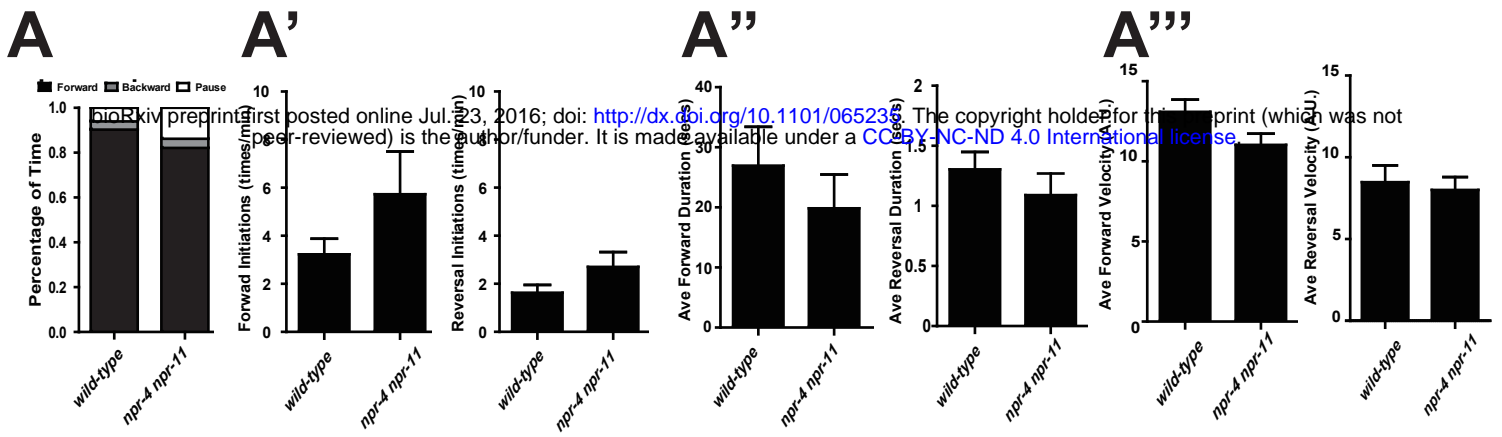 A
A’
A’’
A’’’
Forward Backward Pause
bioRxiv preprint first posted online Jul. 23, 2016; doi: http://dx.doi.org/10.1101/065235. The copyright holder for this preprint (which was not
peer-reviewed) is the author/funder. It is made available under a CC-BY-NC-ND 4.0 International license.
Percentage of Time
1.0
0.8
0.6
0.4
0.2
0.0
wild-type
npr-4 npr-11
Forwad Initiations (times/min)
10
8
6
4
2
0
wild-type
npr-4 npr-11
Reversal Initiations (times/min)
10
8
6
4
2
0
wild-type
npr-4 npr-11
Ave Forward Duration (secs)
40
30
20
10
0
wild-type
npr-4 npr-11
Ave Reversal Duration (secs)
2
1.5
1
0.5
0
wild-type
npr-4 npr-11
Ave Forward Velocity (A.U.)
15
10
5
0
wild-type
npr-4 npr-11
Ave Reversal Velocity (A.U.)
15
10
5
0
wild-type
npr-4 npr-11